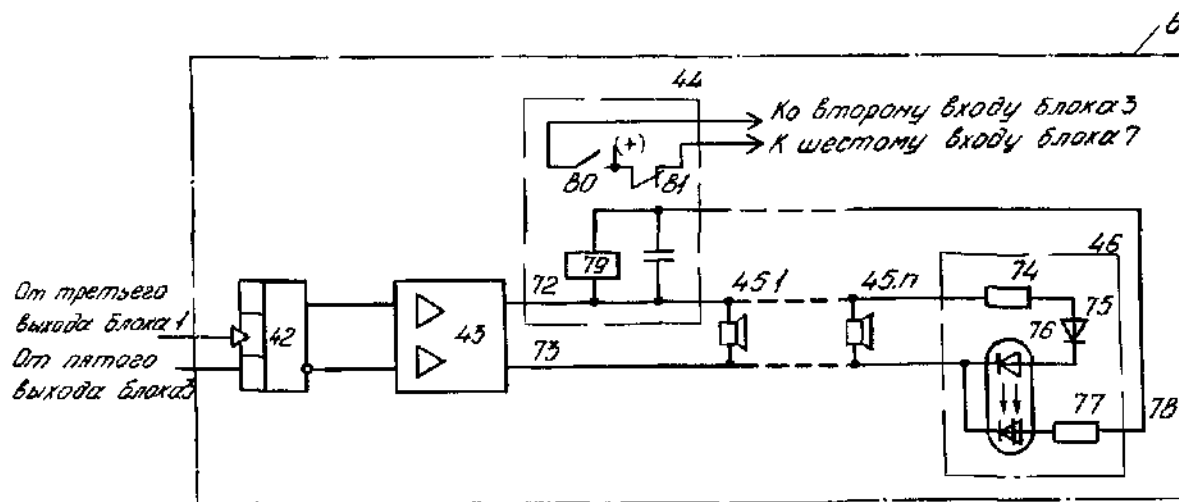 в
44
Ко второму входу блока 3
(+)
К шестому входу блока 7
80
81
46
79
74
72
45.1
45.n
75
От третьего
выхода блока 1
76
42
43
От пятого
73
выхода блока 3
77
78